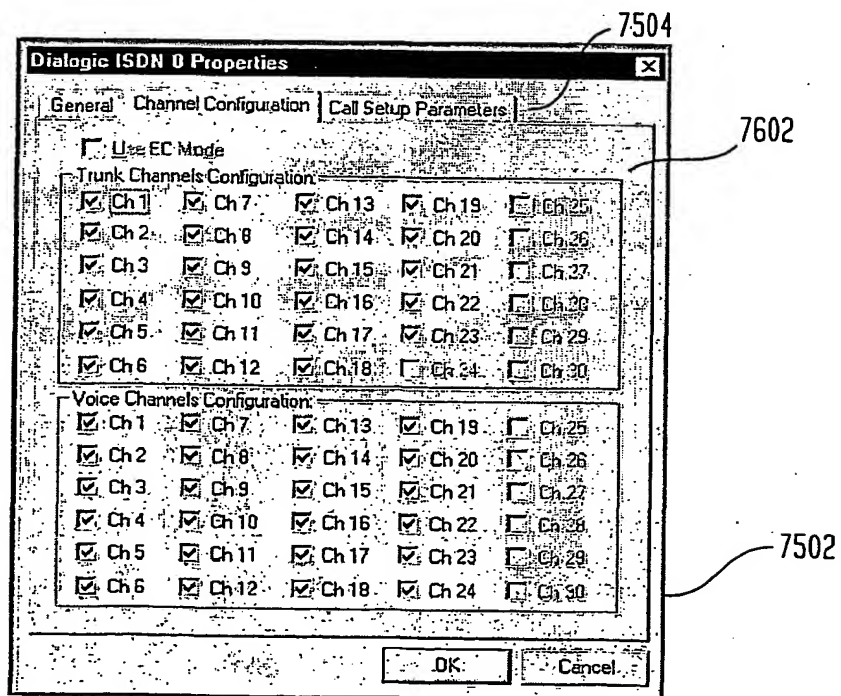 7504
Dialogic ISDN 0 Properties
General Channel Configuration Call Setup Parameters
7602
Use EC Mode
Trunk Channels Configuration:
Ch 1 Ch 7 Ch 13 Ch 19 Ch 25
Ch 2 Ch 8 Ch 14 Ch 20 Ch 26
Ch 3 Ch 9 Ch 15 Ch 21 Ch 27
Ch 4 Ch 10 Ch 16 Ch 22 Ch 28
Ch 5 Ch 11 Ch 17 Ch 23 Ch 29
Ch 6 Ch 12 Ch 18 Ch 24 Ch 30
Voice Channels Configuration:
Ch 1 Ch 7 Ch 13 Ch 19 Ch 25
Ch 2 Ch 8 Ch 14 Ch 20 Ch 26
Ch 3 Ch 9 Ch 15 Ch 21 Ch 27
Ch 4 Ch 10 Ch 16 Ch 22 Ch 28
Ch 5 Ch 11 Ch 17 Ch 23 Ch 29
Ch 6 Ch 12 Ch 18 Ch 24 Ch 30
7502
OK Cancel